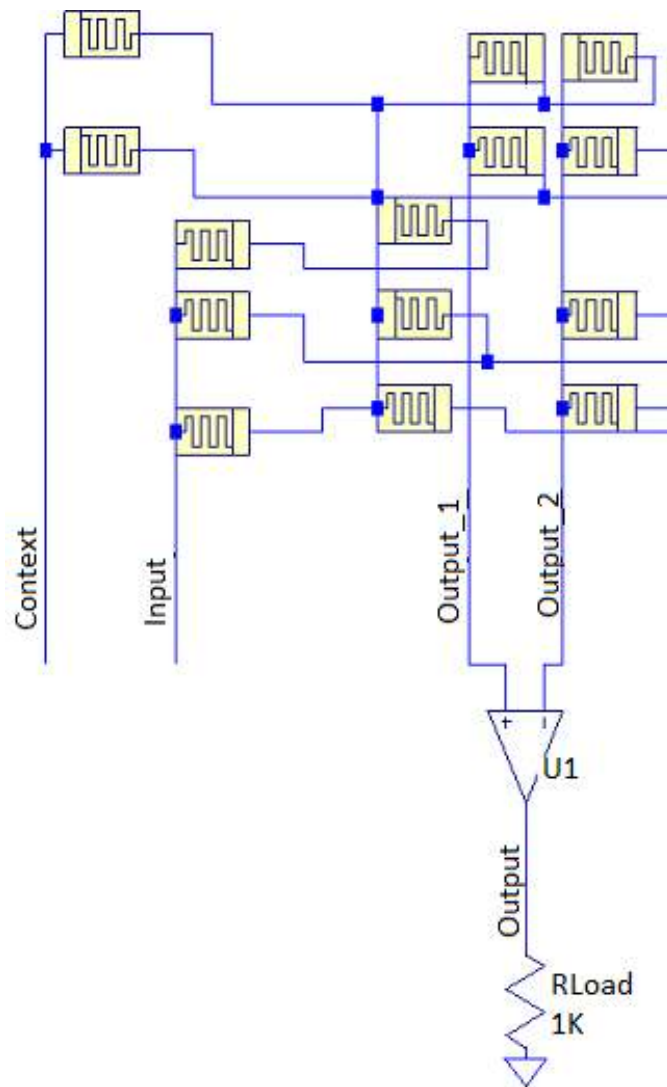 Context
Input
Output_1
Output_2
+ -
U1
Output
RLoad
1K